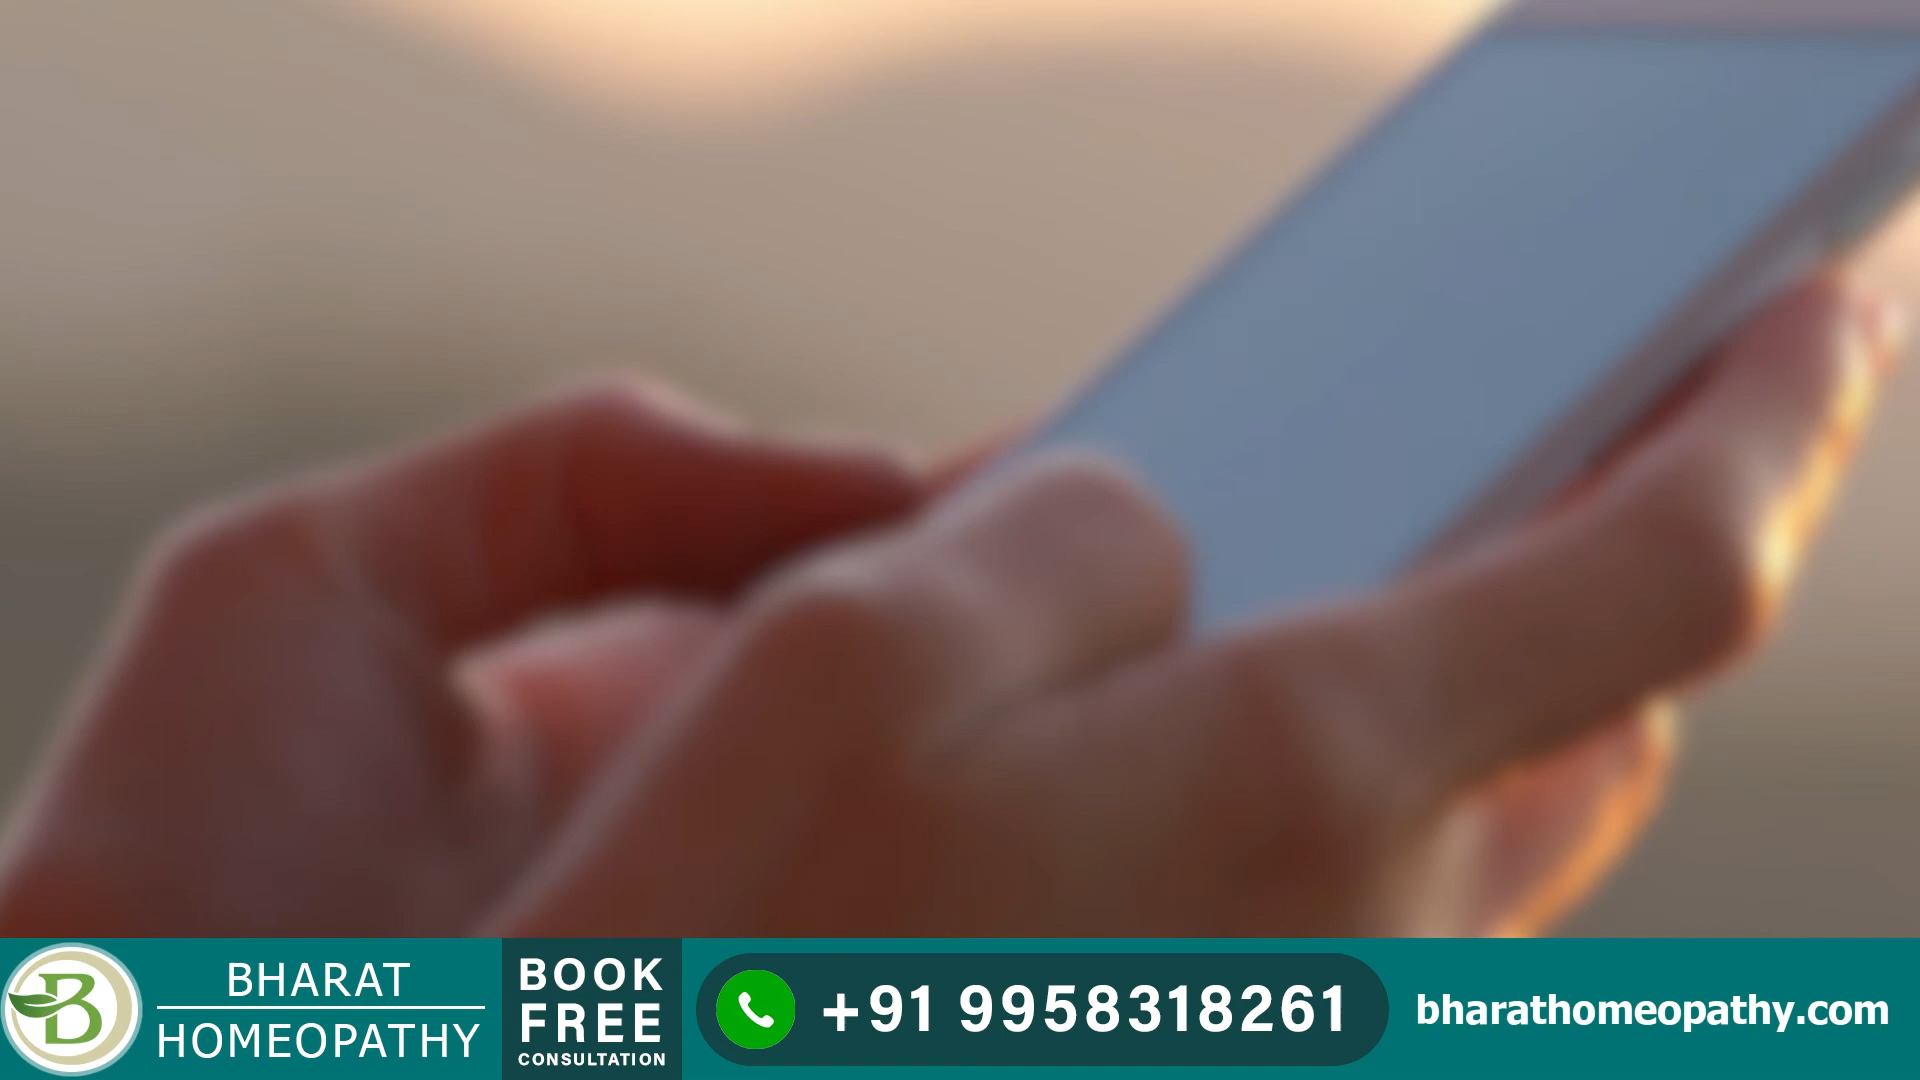 B
BHARAT
HOMEOPATHY
BOOK
FREE
CONSULTATION
+91 9958318261
bharathomeopathy.com